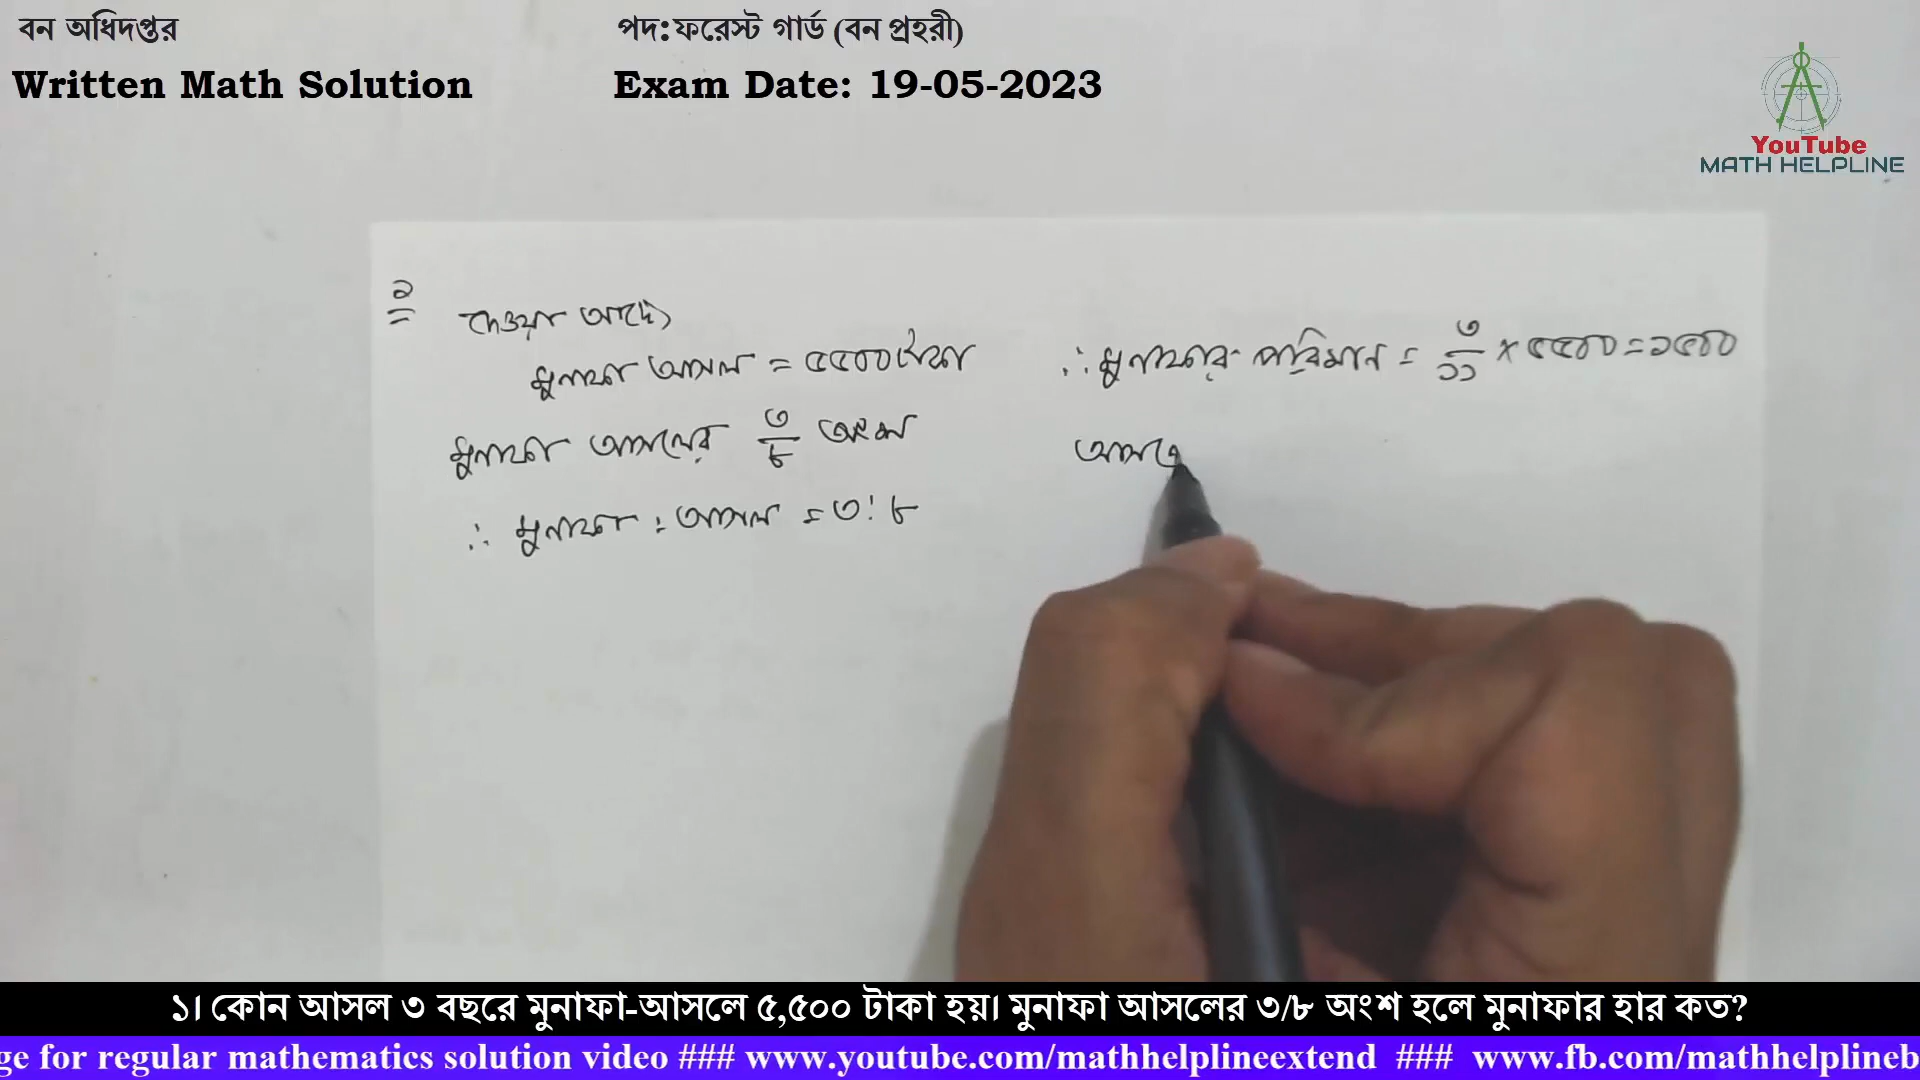 বন অধিদপ্তর
পদ:ফরেস্ট গার্ড (বন প্রহরী)
Written Math Solution
Exam Date: 19-05-2023
YouTube
MATH HELPLINE
১
দেওয়া আছে,
মুনাফা আসল = ৫৫০০ টাকা
মুনাফা আসলের ৩/৮ অংশ
∴ মুনাফা : আসল = ৩ : ৮
∴ মুনাফার পরিমান = ৩/১১ × ৫৫০০ = ১৫০০
১। কোন আসল ৩ বছরে মুনাফা-আসলে ৫,৫০০ টাকা হয়। মুনাফা আসলের ৩/৮ অংশ হলে মুনাফার হার কত?
ge for regular mathematics solution video ### www.youtube.com/mathhelplineextend ### www.fb.com/mathhelplineb